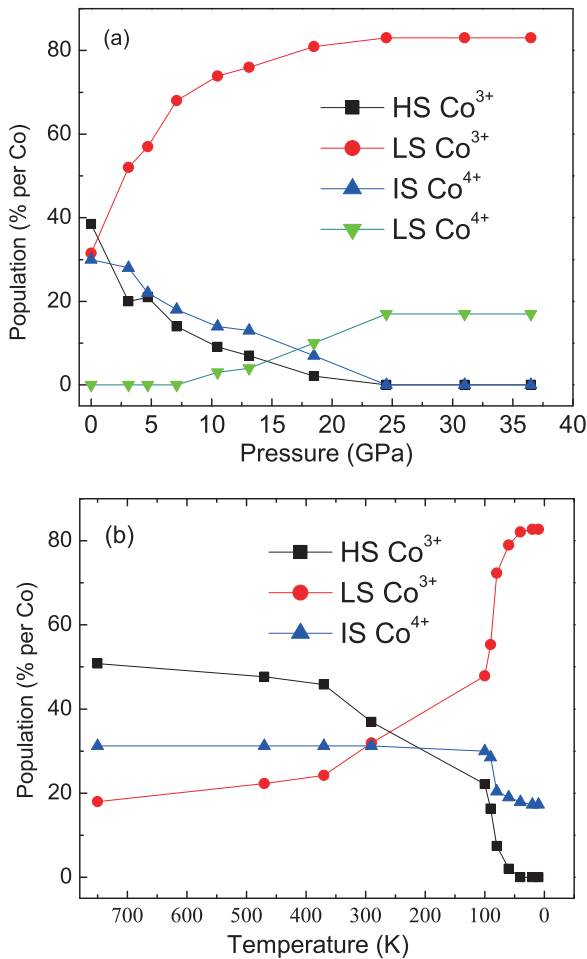 (a)
HS Co³⁺
LS Co³⁺
IS Co⁴⁺
LS Co⁴⁺
Population (% per Co)
80
60
40
20
0
0 5 10 15 20 25 30 35 40
Pressure (GPa)
(b)
HS Co³⁺
LS Co³⁺
IS Co⁴⁺
Population (% per Co)
80
60
40
20
0
700 600 500 400 300 200 100 0
Temperature (K)